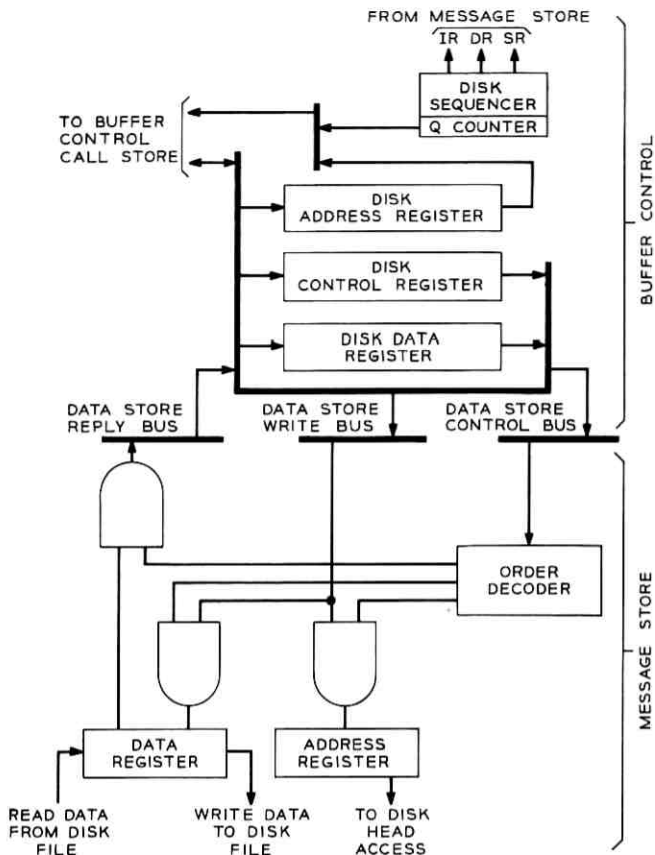 FROM MESSAGE STORE
IR DR SR
DISK
SEQUENCER
Q COUNTER
TO BUFFER
CONTROL
CALL STORE
DISK
ADDRESS REGISTER
DISK
CONTROL REGISTER
DISK DATA
REGISTER
BUFFER CONTROL
DATA STORE
REPLY BUS
DATA STORE
WRITE BUS
DATA STORE
CONTROL BUS
ORDER
DECODER
MESSAGE STORE
DATA
REGISTER
ADDRESS
REGISTER
READ DATA
FROM DISK
FILE
WRITE DATA
TO DISK
FILE
TO DISK
HEAD
ACCESS